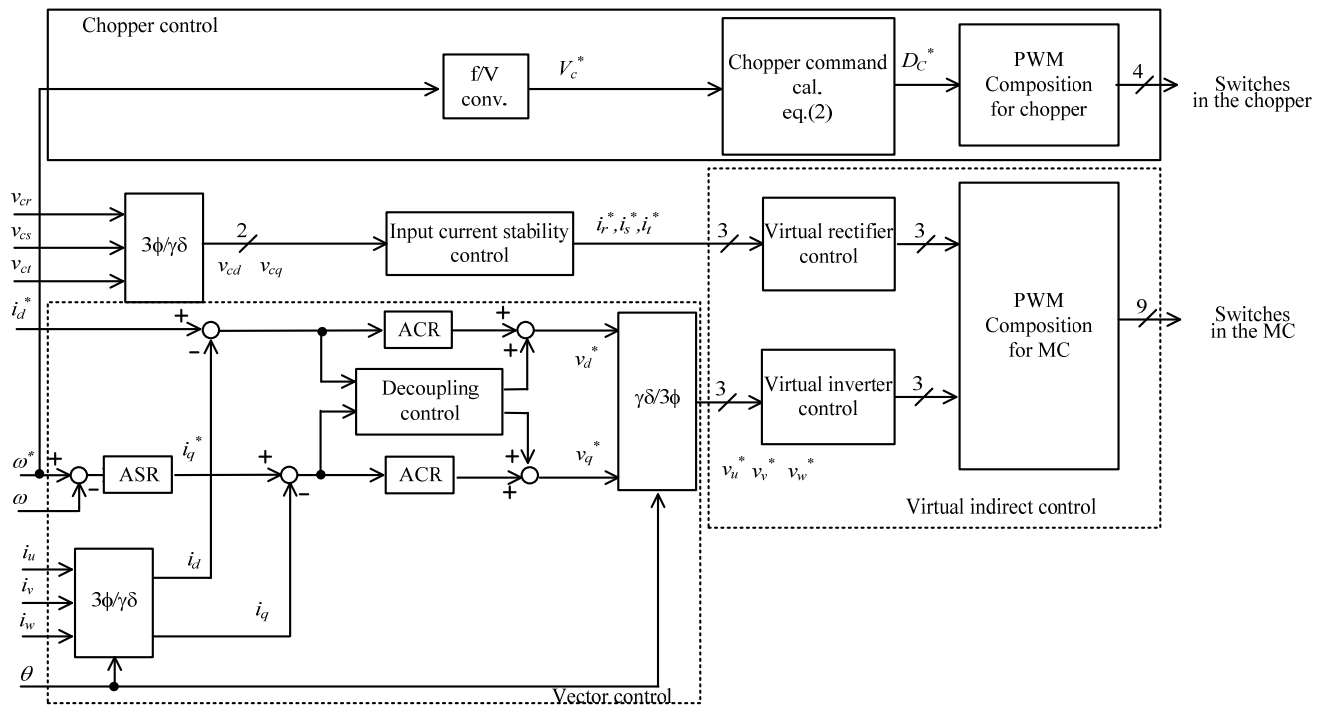 Chopper control
f/V
conv.
V_c^*
Chopper command
cal.
eq.(2)
D_C^*
PWM
Composition
for chopper
4
Switches
in the chopper
v_cr
v_cs
v_ct
3ϕ/γδ
2
v_cd v_cq
Input current stability
control
i_r^*,i_s^*,i_t^*
3
Virtual rectifier
control
3
PWM
Composition
for MC
9
Switches
in the MC
i_d^*
+
-
ACR
+
+
v_d^*
Decoupling
control
γδ/3ϕ
3
Virtual inverter
control
3
v_u^* v_v^* v_w^*
Virtual indirect control
ω*
+
-
ω
ASR
i_q^*
+
-
ACR
+
+
v_q^*
i_u
i_v
i_w
3ϕ/γδ
i_d
i_q
θ
Vector control